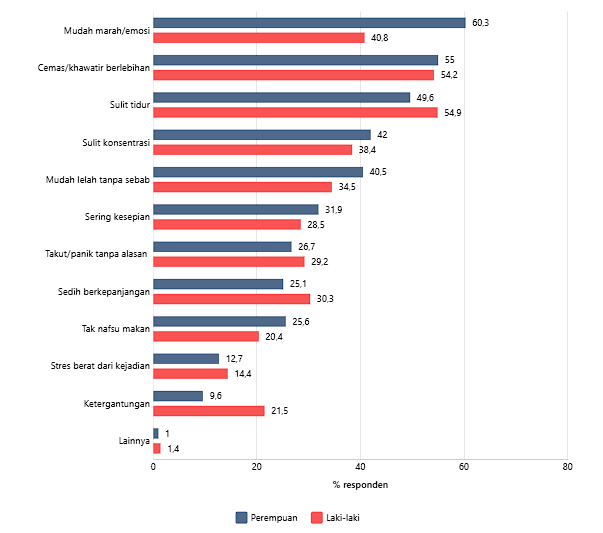 Mudah marah/emosi
60,3
40,8
Cemas/khawatir berlebihan
55
54,2
Sulit tidur
49,6
54,9
Sulit konsentrasi
42
38,4
Mudah lelah tanpa sebab
40,5
34,5
Sering kesepian
31,9
28,5
Takut/panik tanpa alasan
26,7
29,2
Sedih berkepanjangan
25,1
30,3
Tak nafsu makan
25,6
20,4
Stres berat dari kejadian
12,7
14,4
Ketergantungan
9,6
21,5
Lainnya
1
1,4
0 20 40 60 80
% responden
Perempuan Laki-laki